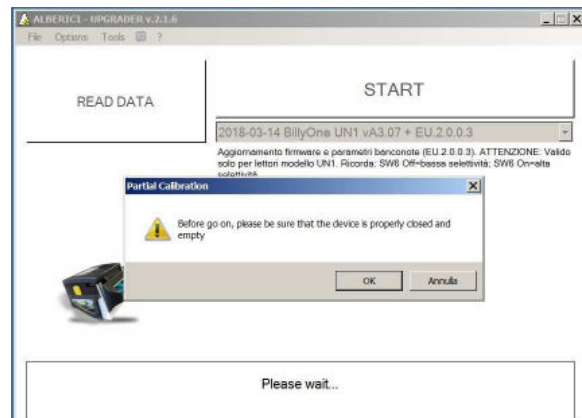 ALBERICI - UPGRADER v.2.1.6
File Options Tools ?
READ DATA
START
2018-03-14 BillyOne UN1 vA3.07 + EU.2.0.0.3
Aggiornamento firmware e parametri banconote (EU.2.0.0.3). ATTENZIONE: Valido
solo per lettori modello UN1. Ricorda: SW6 Off=bassa selettività; SW6 On=alta
selettività
Partial Calibration
Before go on, please be sure that the device is properly closed and
empty
OK Annulla
Please wait...